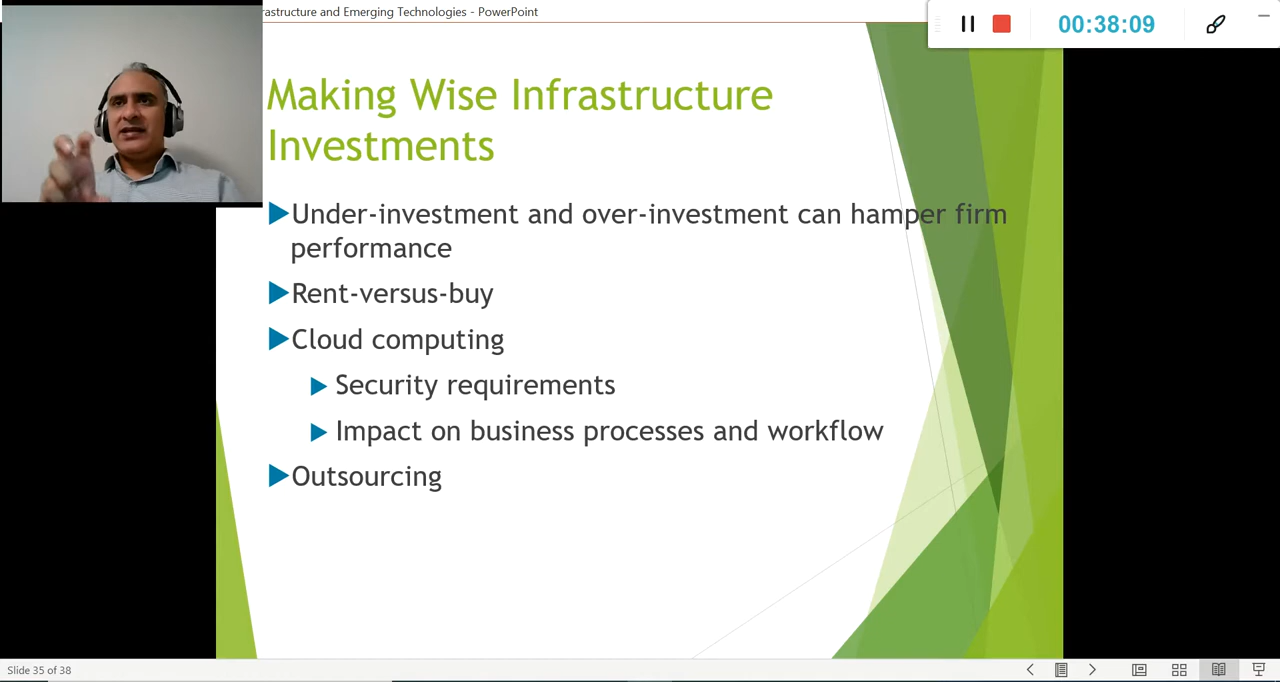 rastructure and Emerging Technologies - PowerPoint
00:38:09
Making Wise Infrastructure
Investments
Under-investment and over-investment can hamper firm
performance
Rent-versus-buy
Cloud computing
Security requirements
Impact on business processes and workflow
Outsourcing
Slide 35 of 38